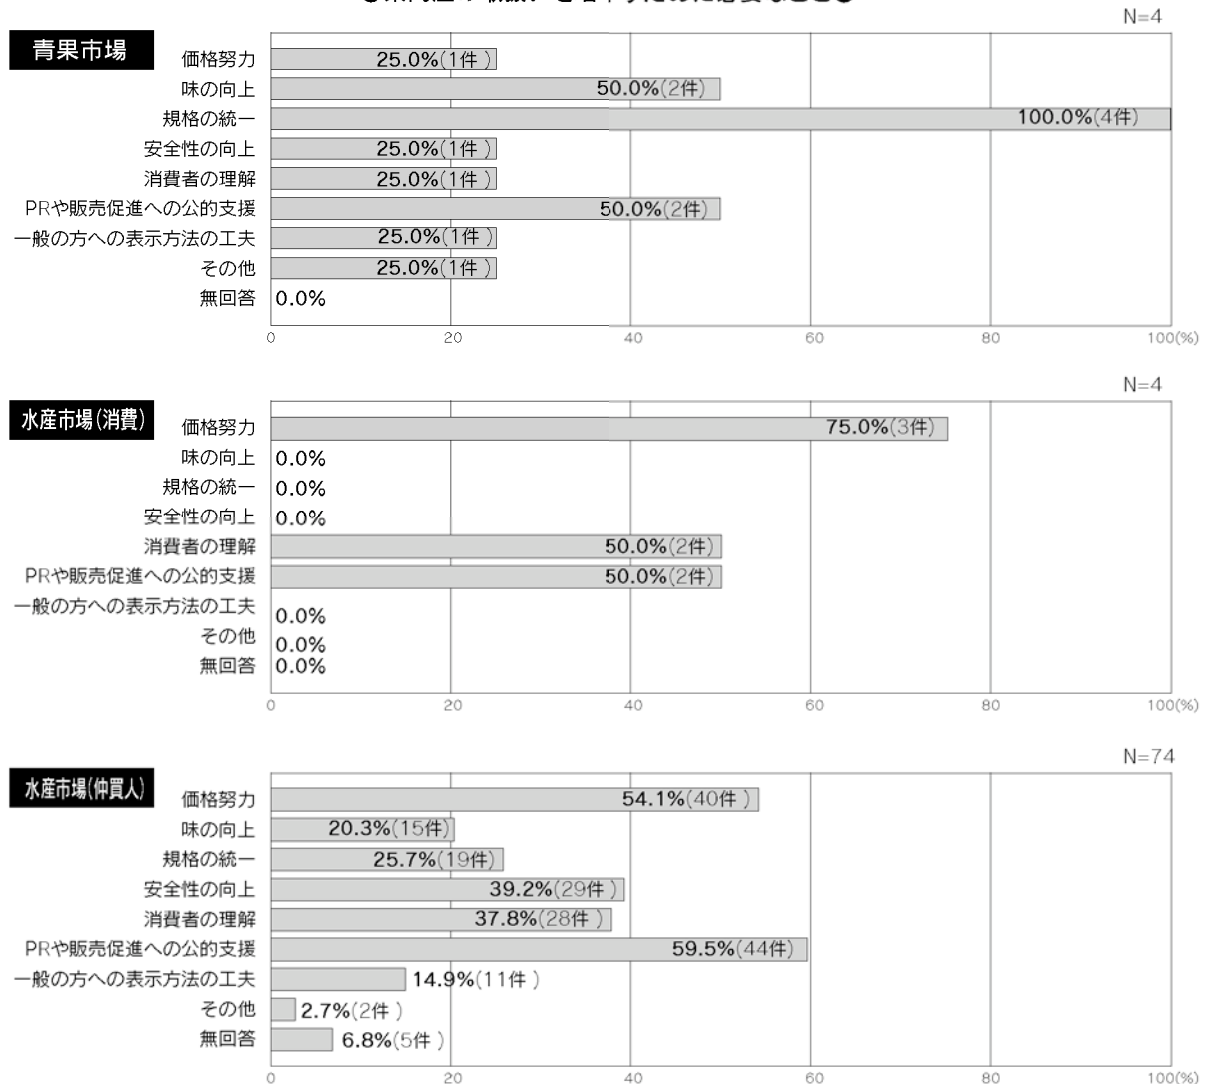 N=4
青果市場
価格努力 25.0%(1件 )
味の向上 50.0%(2件)
規格の統一 100.0%(4件)
安全性の向上 25.0%(1件 )
消費者の理解 25.0%(1件 )
PRや販売促進への公的支援 50.0%(2件)
一般の方への表示方法の工夫 25.0%(1件 )
その他 25.0%(1件 )
無回答 0.0%
0 20 40 60 80 100(%)
N=4
水産市場(消費)
価格努力 75.0%(3件)
味の向上 0.0%
規格の統一 0.0%
安全性の向上 0.0%
消費者の理解 50.0%(2件)
PRや販売促進への公的支援 50.0%(2件)
一般の方への表示方法の工夫 0.0%
その他 0.0%
無回答 0.0%
0 20 40 60 80 100(%)
N=74
水産市場(仲買人)
価格努力 54.1%(40件 )
味の向上 20.3%(15件)
規格の統一 25.7%(19件)
安全性の向上 39.2%(29件 )
消費者の理解 37.8%(28件 )
PRや販売促進への公的支援 59.5%(44件)
一般の方への表示方法の工夫 14.9%(11件 )
その他 2.7%(2件 )
無回答 6.8%(5件 )
0 20 40 60 80 100(%)